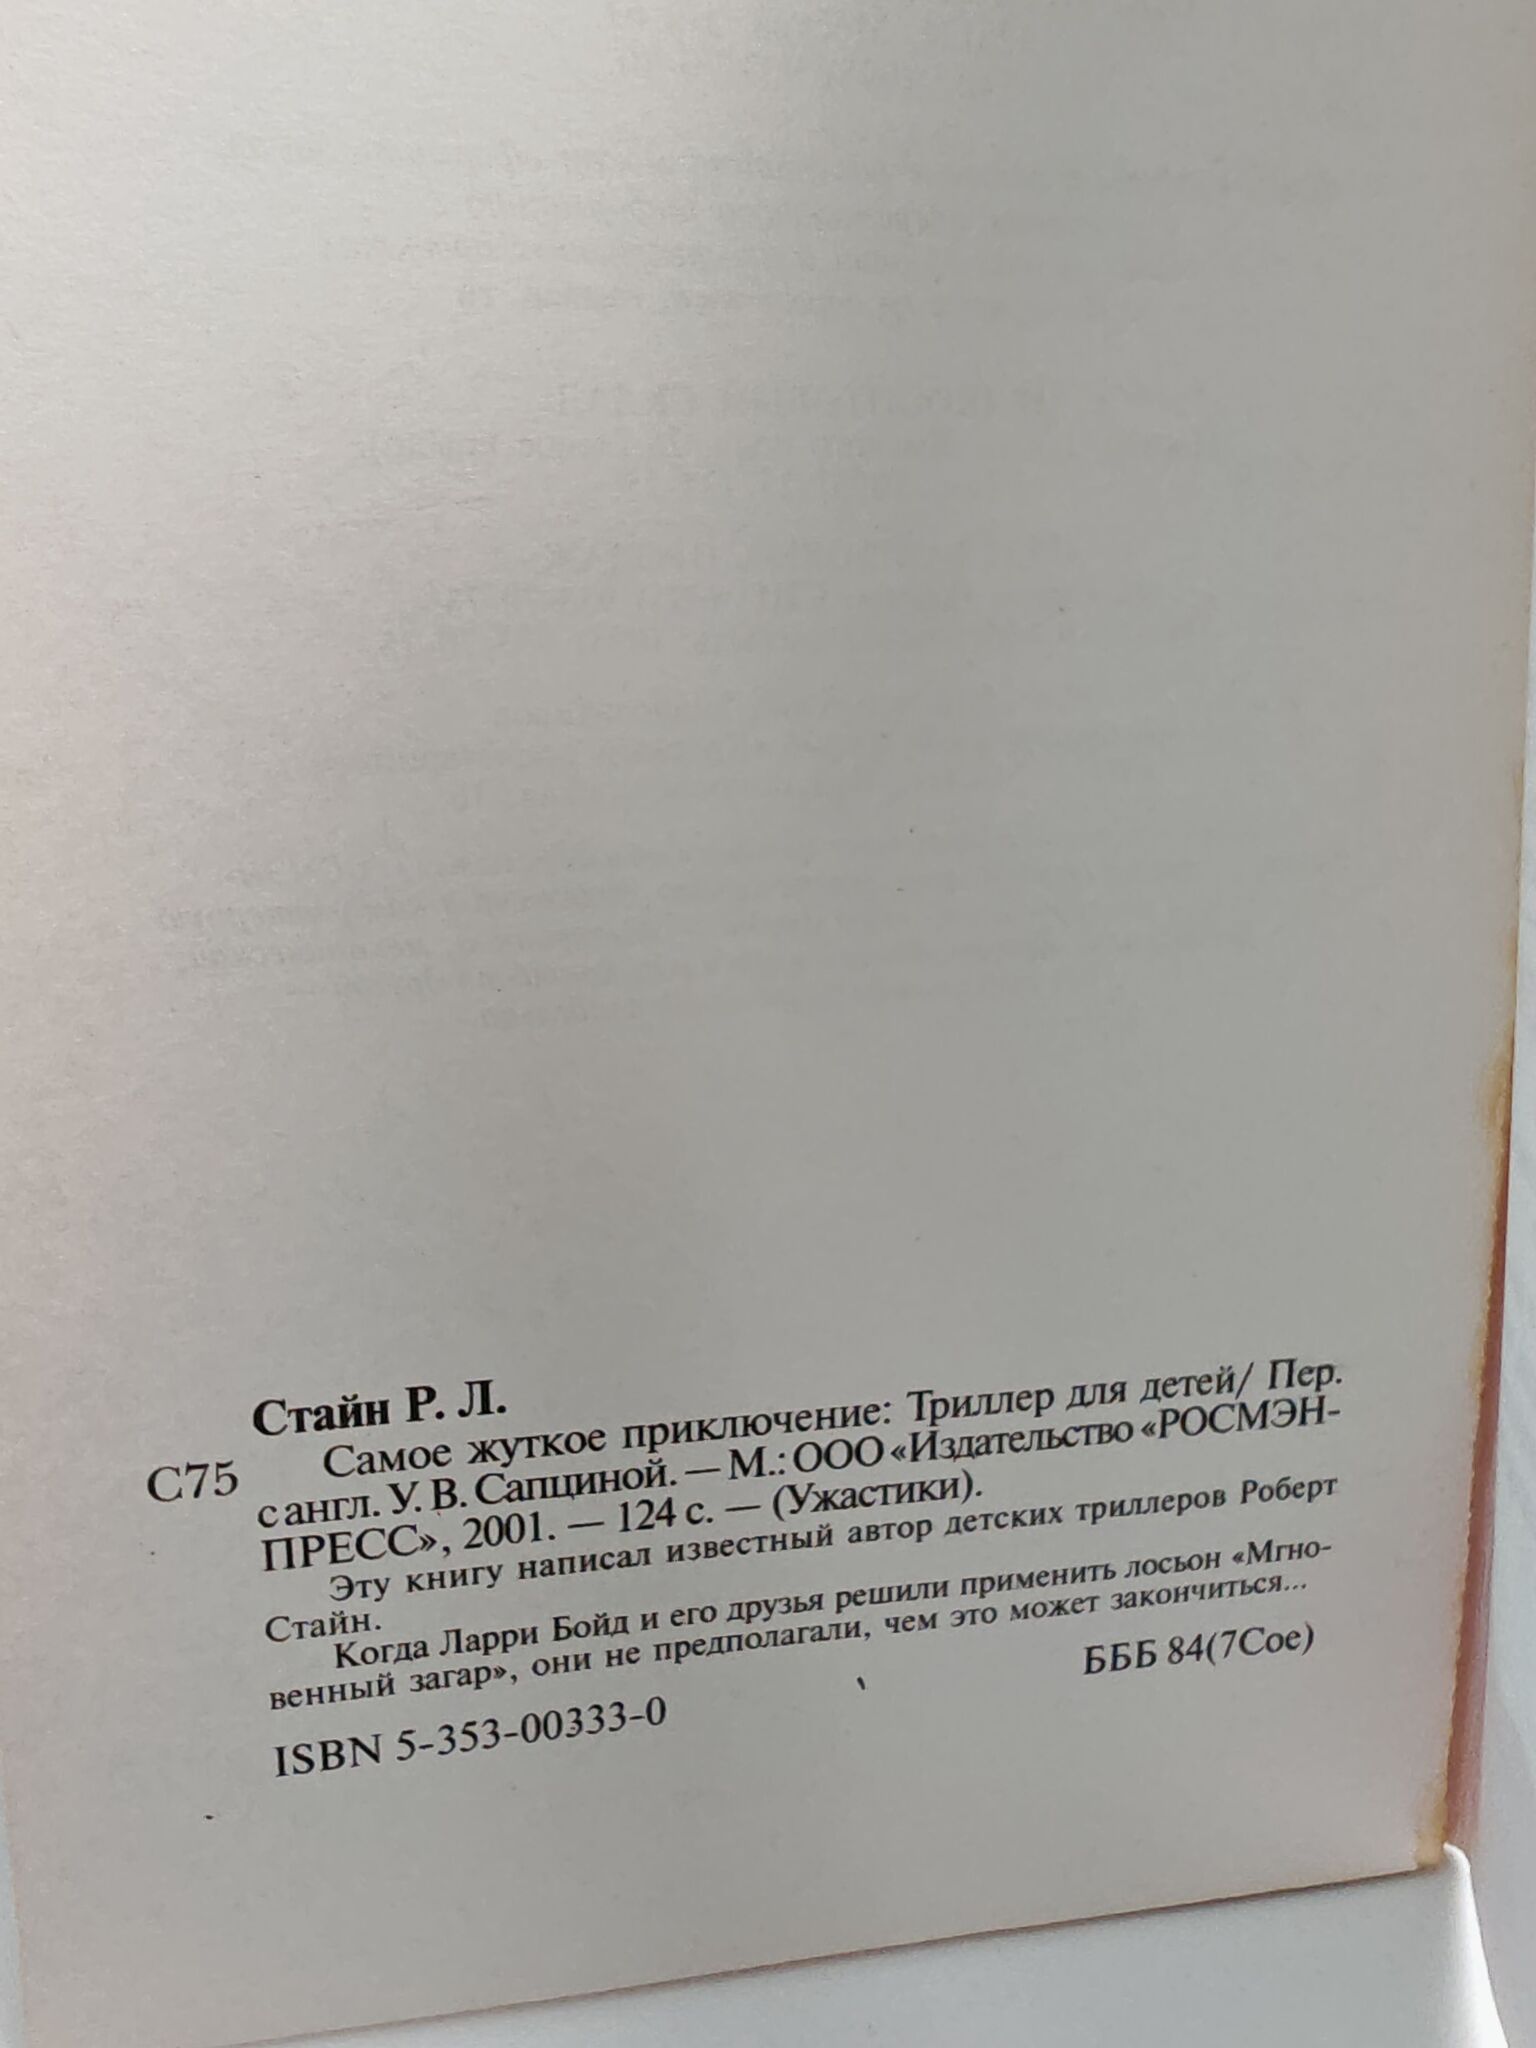 Стайн Р. Л.
С75 Самое жуткое приключение: Триллер для детей/ Пер.
с англ. У. В. Сапциной. — М.: ООО «Издательство «РОСМЭН-
ПРЕСС», 2001. — 124 с. — (Ужастики).
Эту книгу написал известный автор детских триллеров Роберт
Стайн.
Когда Ларри Бойд и его друзья решили применить лосьон «Мгно-
венный загар», они не предполагали, чем это может закончиться...
БББ 84(7Сое)
ISBN 5-353-00333-0